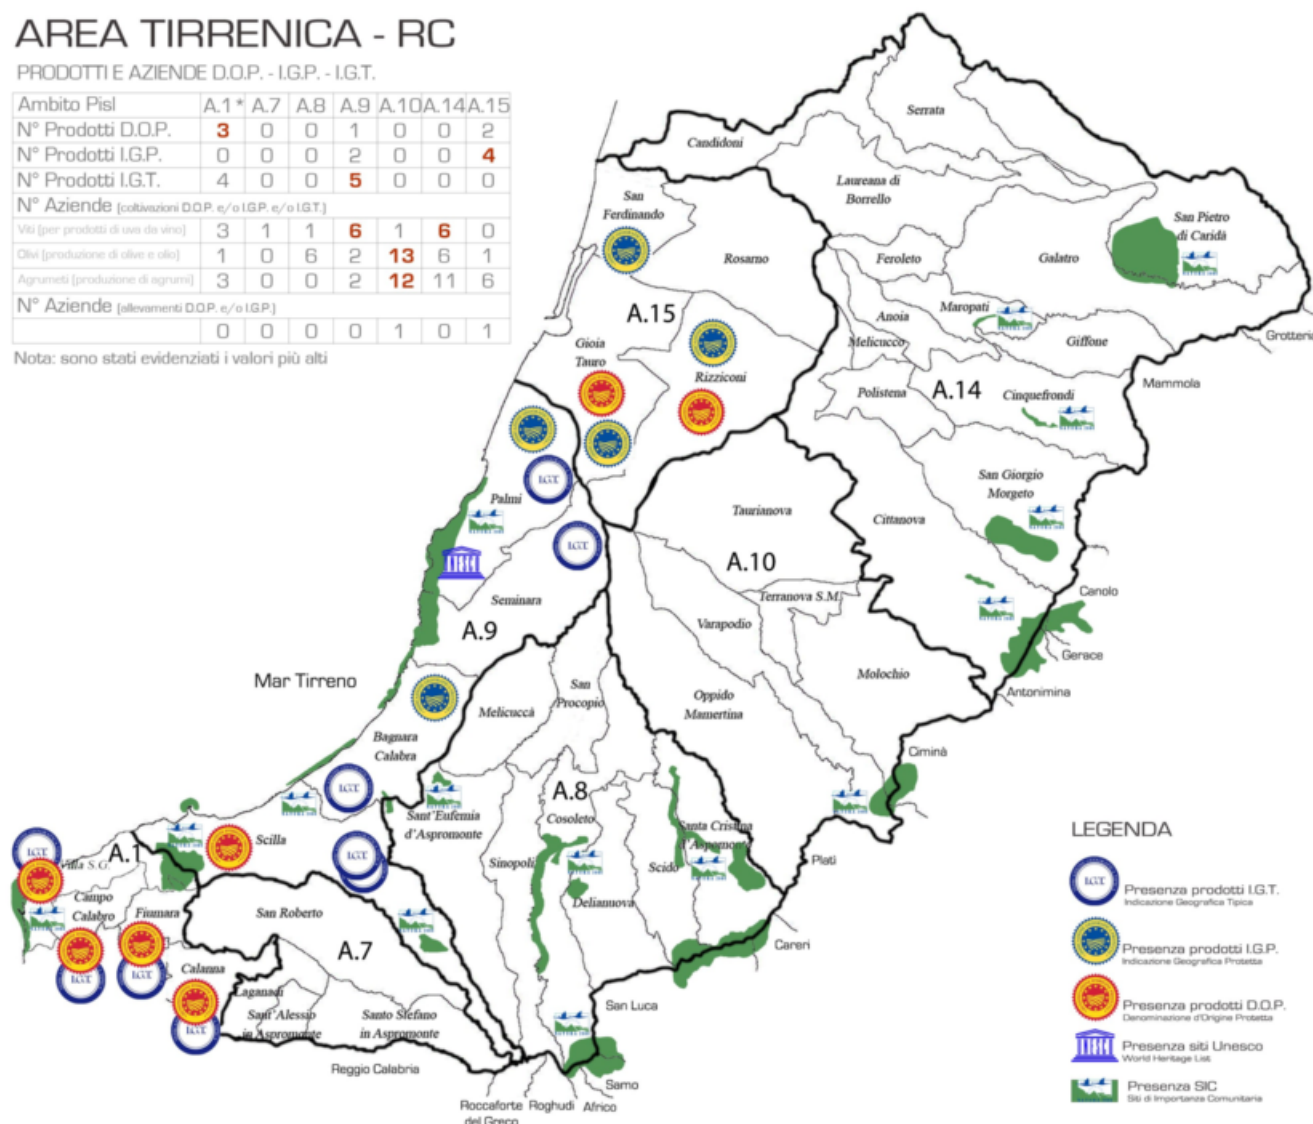 AREA TIRRENICA - RC
PRODOTTI E AZIENDE D.O.P. - I.G.P. - I.G.T.
Ambito Pisl A.1 * A.7 A.8 A.9 A.10 A.14 A.15
N° Prodotti D.O.P. 3 0 0 1 0 0 2
N° Prodotti I.G.P. 0 0 0 2 0 0 4
N° Prodotti I.G.T. 4 0 0 5 0 0 0
N° Aziende (coltivazioni D.O.P. e/o I.G.P. e/o I.G.T.)
Viti (per prodotti di uva da vino) 3 1 1 6 1 6 0
Olivi (produzione di olive e olio) 1 0 6 2 13 6 1
Agrumeti (produzione di agrumi) 3 0 0 2 12 11 6
N° Aziende (allevamenti D.O.P. e/o I.G.P.)
0 0 0 0 1 0 1
Nota: sono stati evidenziati i valori più alti
Serrata
Candidoni
Laureana di
Borrello
San
Ferdinando
San Pietro
di Caridà
Rosarno
Feroleto
Galatro
A.15
Maropati
Anoia
Melicucco
Giffone
Grotteria
Gioia
Tauro
Rizziconi
Mammola
Polistena
A.14
Cinquefrondi
San Giorgio
Morgeto
I.G.T.
Palmi
Taurianova
Cittanova
I.G.T.
A.10
Canolo
Seminara
Terranova S.M.
Varapodio
A.9
Gerace
Mar Tirreno
Molochio
San
Procopio
Oppido
Mamertina
Antonimina
Melicuccà
Bagnara
Calabra
Ciminà
I.G.T.
A.8
Sant'Eufemia
d'Aspromonte
Cosoleto
Santa Cristina
d'Aspomonte
Scilla
I.G.T.
I.G.T.
A.1
Villa S.G.
Sinopoli
Scido
Plati
Campo
Calabro
Fiumara
San Roberto
Delianuova
A.7
Careri
I.G.T.
I.G.T.
Calanna
Laganadi
Sant'Alessio
in Aspromonte
Santo Stefano
in Aspromonte
San Luca
I.G.T.
Reggio Calabria
Samo
Roccaforte
del Greco
Roghudi
Africo
LEGENDA
I.G.T.
Presenza prodotti I.G.T.
Indicazione Geografica Tipica
Presenza prodotti I.G.P.
Indicazione Geografica Protetta
Presenza prodotti D.O.P.
Denominazione d'Origine Protetta
Presenza siti Unesco
World Heritage List
Presenza SIC
Siti di Importanza Comunitaria